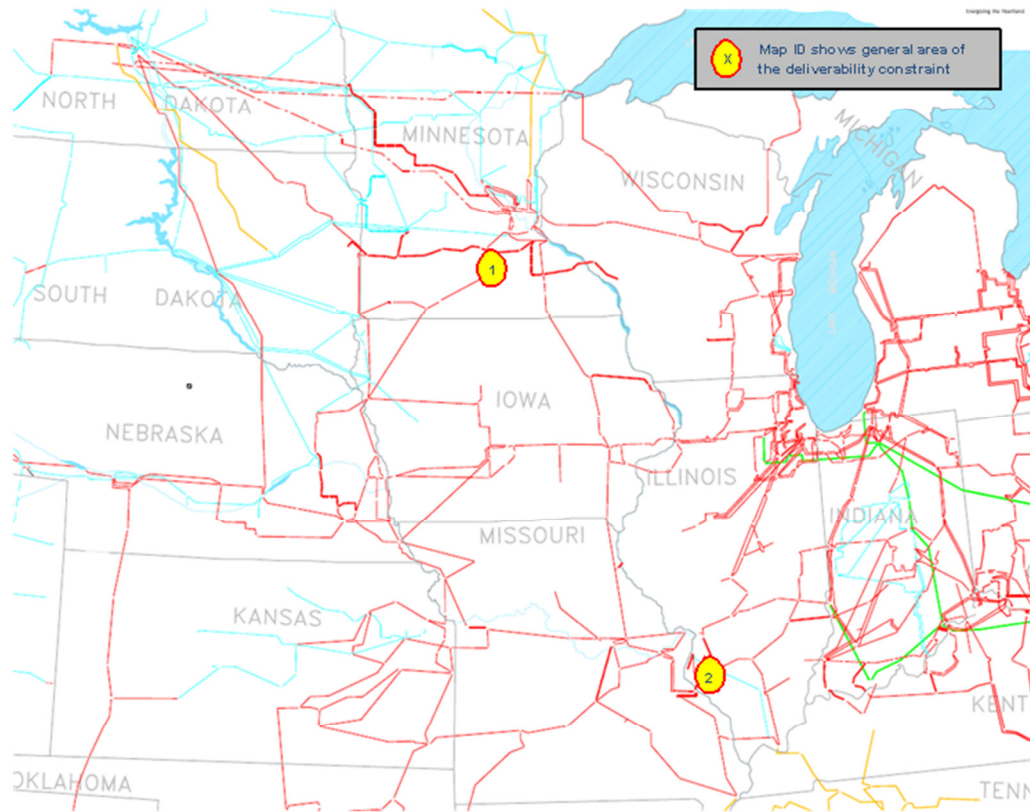 Energizing the Heartland
X
Map ID shows general area of
the deliverability constraint
NORTH DAKOTA
MINNESOTA
MICHIGAN
WISCONSIN
1
SOUTH DAKOTA
IOWA
NEBRASKA
ILLINOIS
INDIANA
MISSOURI
KANSAS
2
KENT
OKLAHOMA
TENN